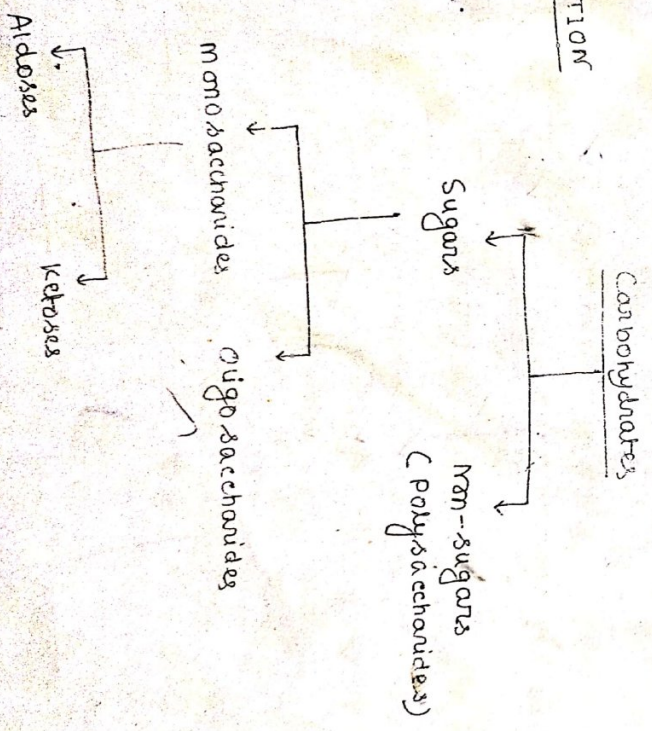 TION
Carbohydrates
Sugars
Non-sugars
(polysaccharides)
monosaccharides
Oligosaccharides
Aldoses
Ketoses